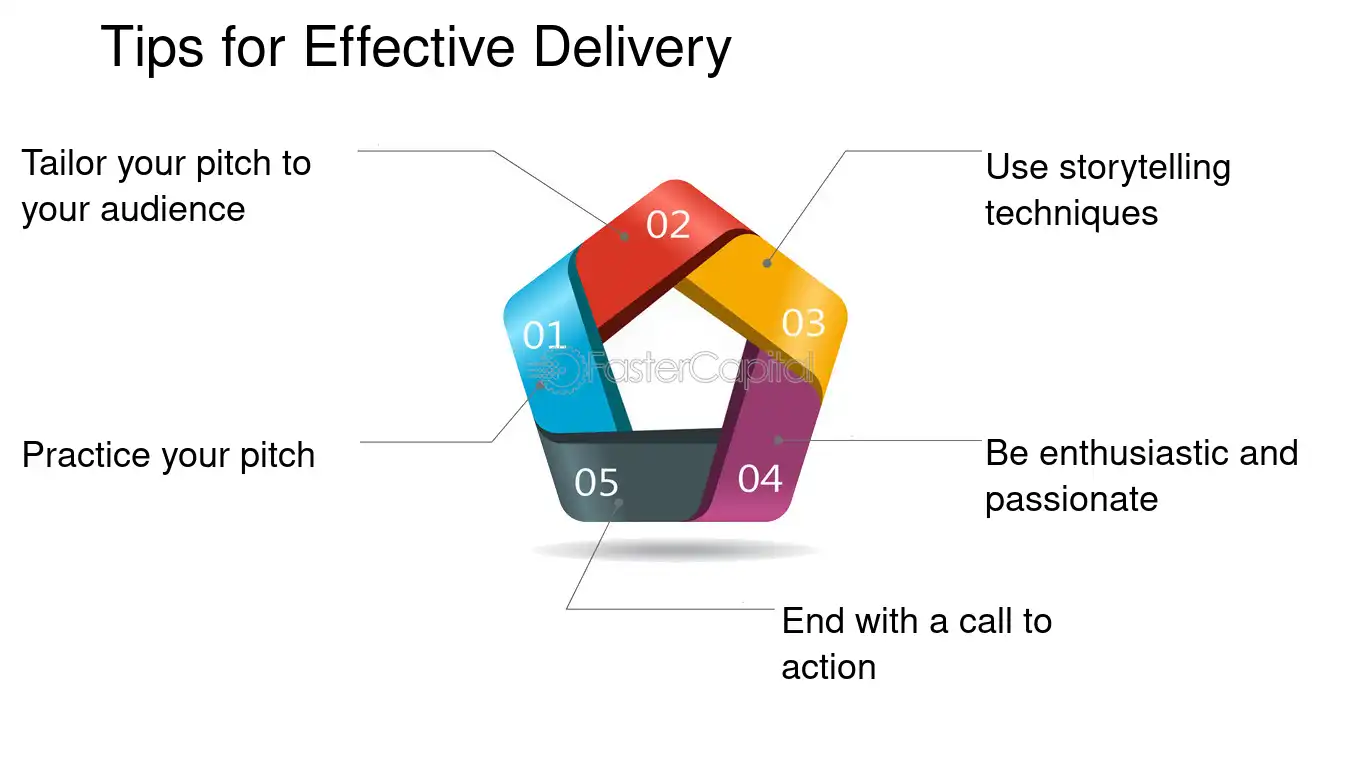 Tips for Effective Delivery
Tailor your pitch to
your audience
Use storytelling
techniques
02
03
01
FasterCapital
Practice your pitch
Be enthusiastic and
passionate
05
04
End with a call to
action